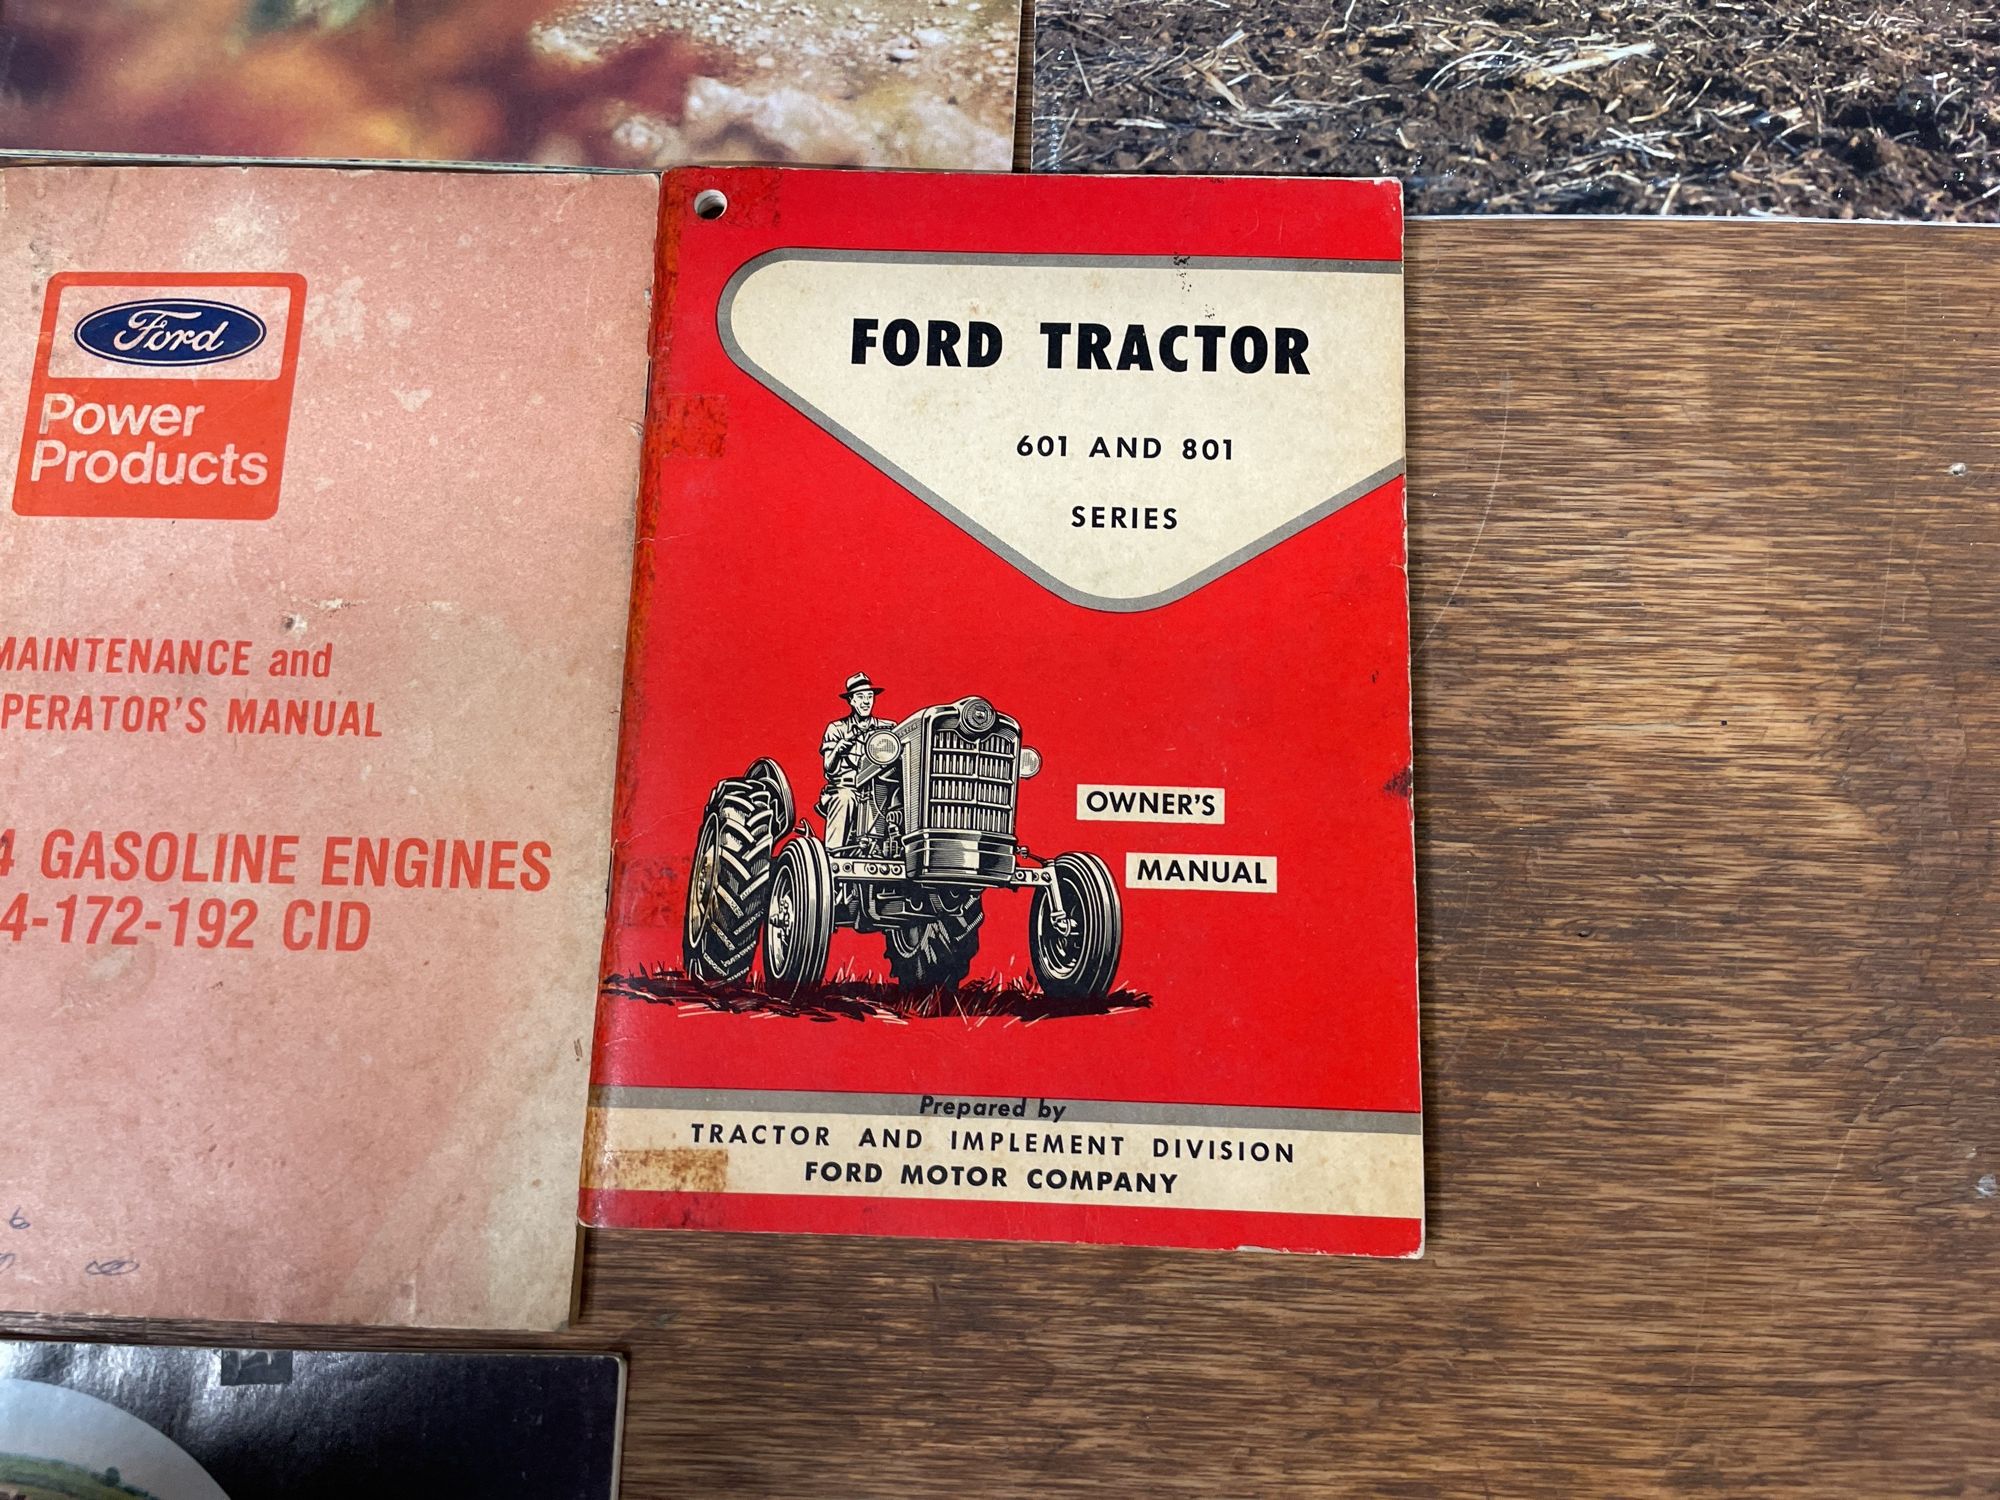 Ford
Power
Products
MAINTENANCE and
PERATOR'S MANUAL
4 GASOLINE ENGINES
4-172-192 CID
6
FORD TRACTOR
601 AND 801
SERIES
OWNER'S
MANUAL
Prepared by
TRACTOR AND IMPLEMENT DIVISION
FORD MOTOR COMPANY